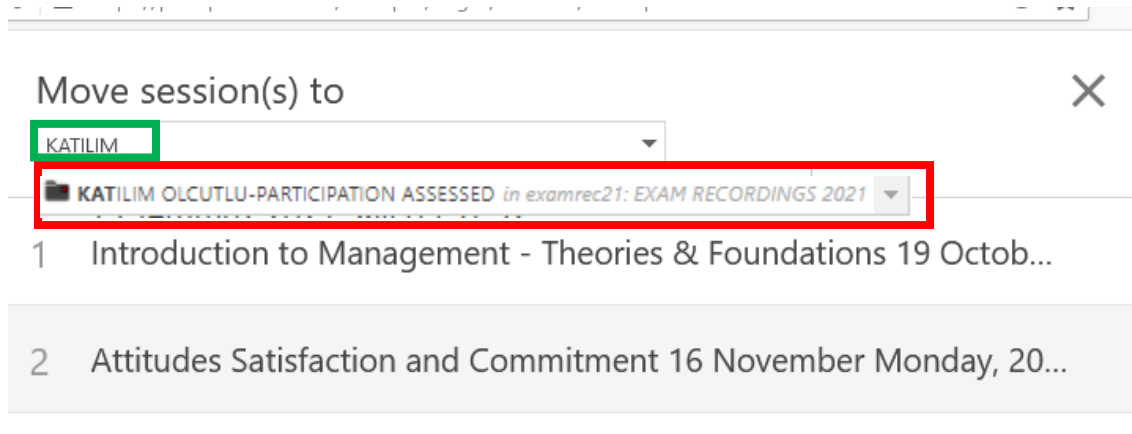 Move session(s) to
KATILIM
KATILIM OLCUTLU-PARTICIPATION ASSESSED in examrec21: EXAM RECORDINGS 2021
1 Introduction to Management - Theories & Foundations 19 Octob...
2 Attitudes Satisfaction and Commitment 16 November Monday, 20...